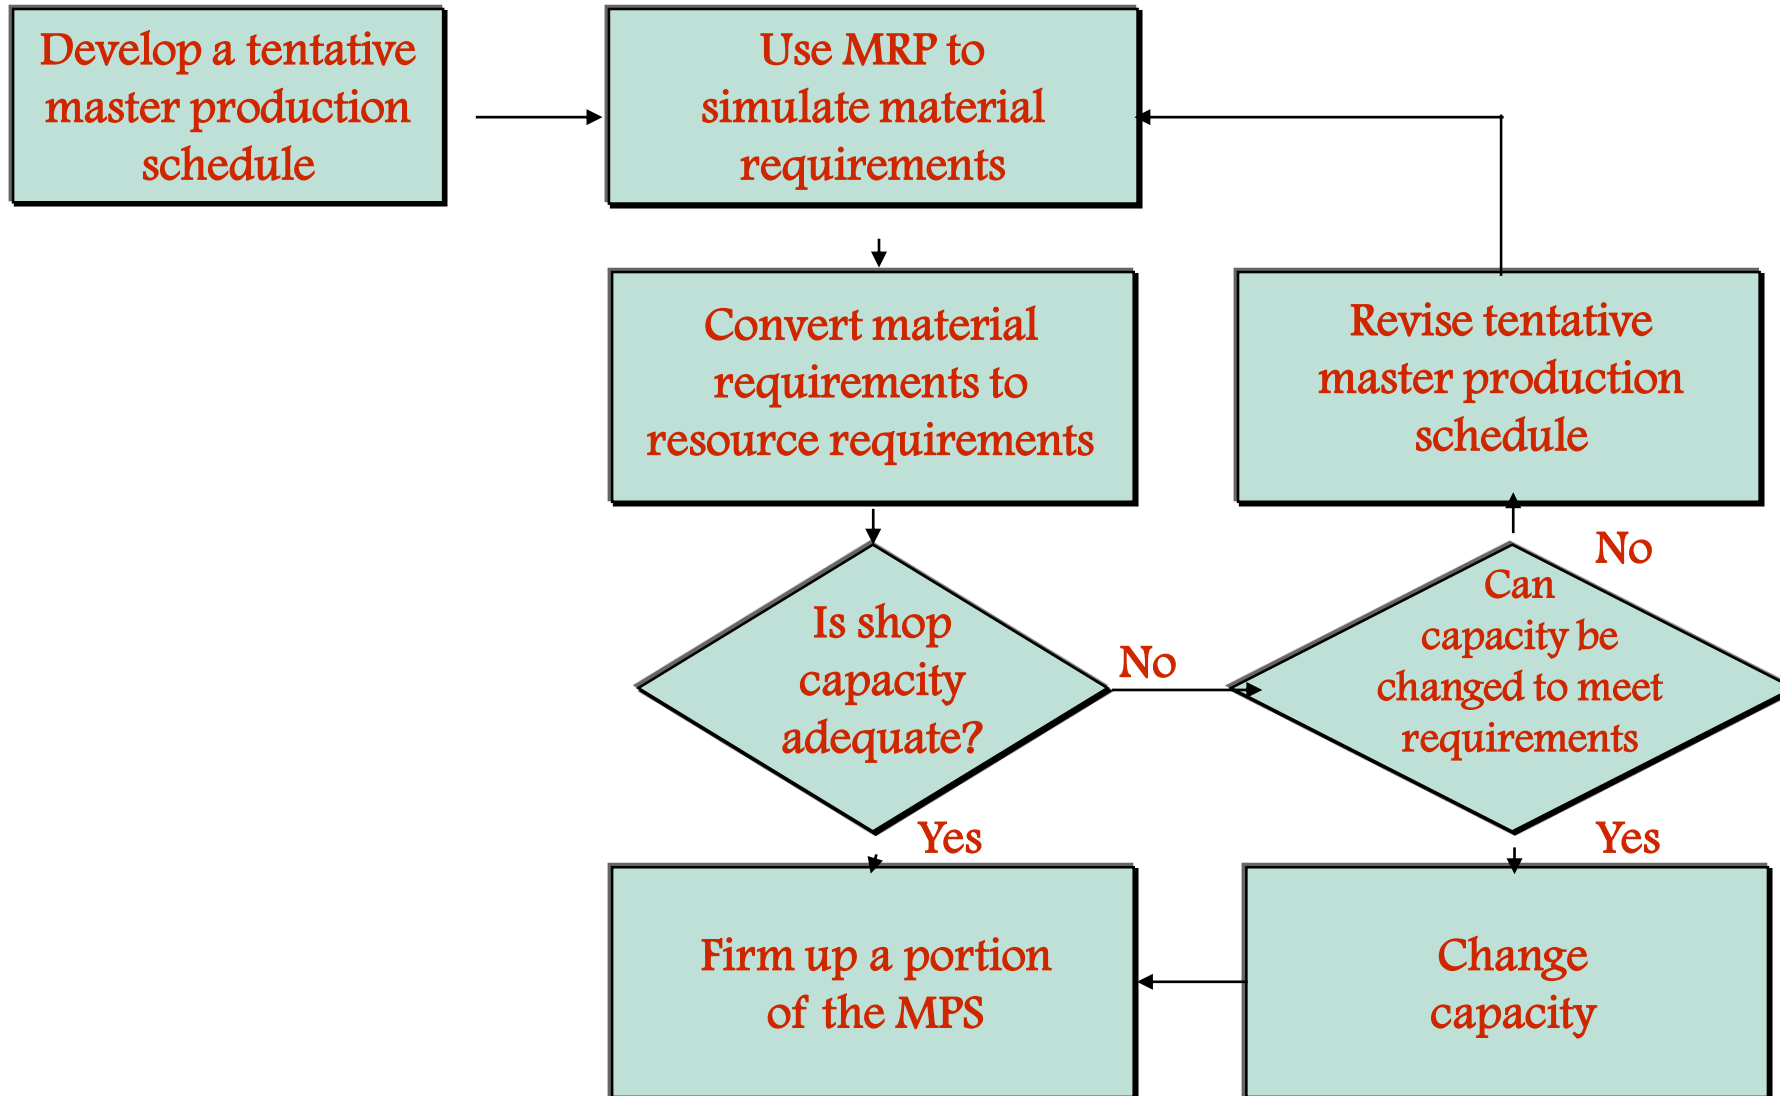 Develop a tentative
master production
schedule
Use MRP to
simulate material
requirements
Convert material
requirements to
resource requirements
Revise tentative
master production
schedule
Is shop
capacity
adequate?
No
Can
capacity be
changed to meet
requirements
No
Yes
Yes
Firm up a portion
of the MPS
Change
capacity